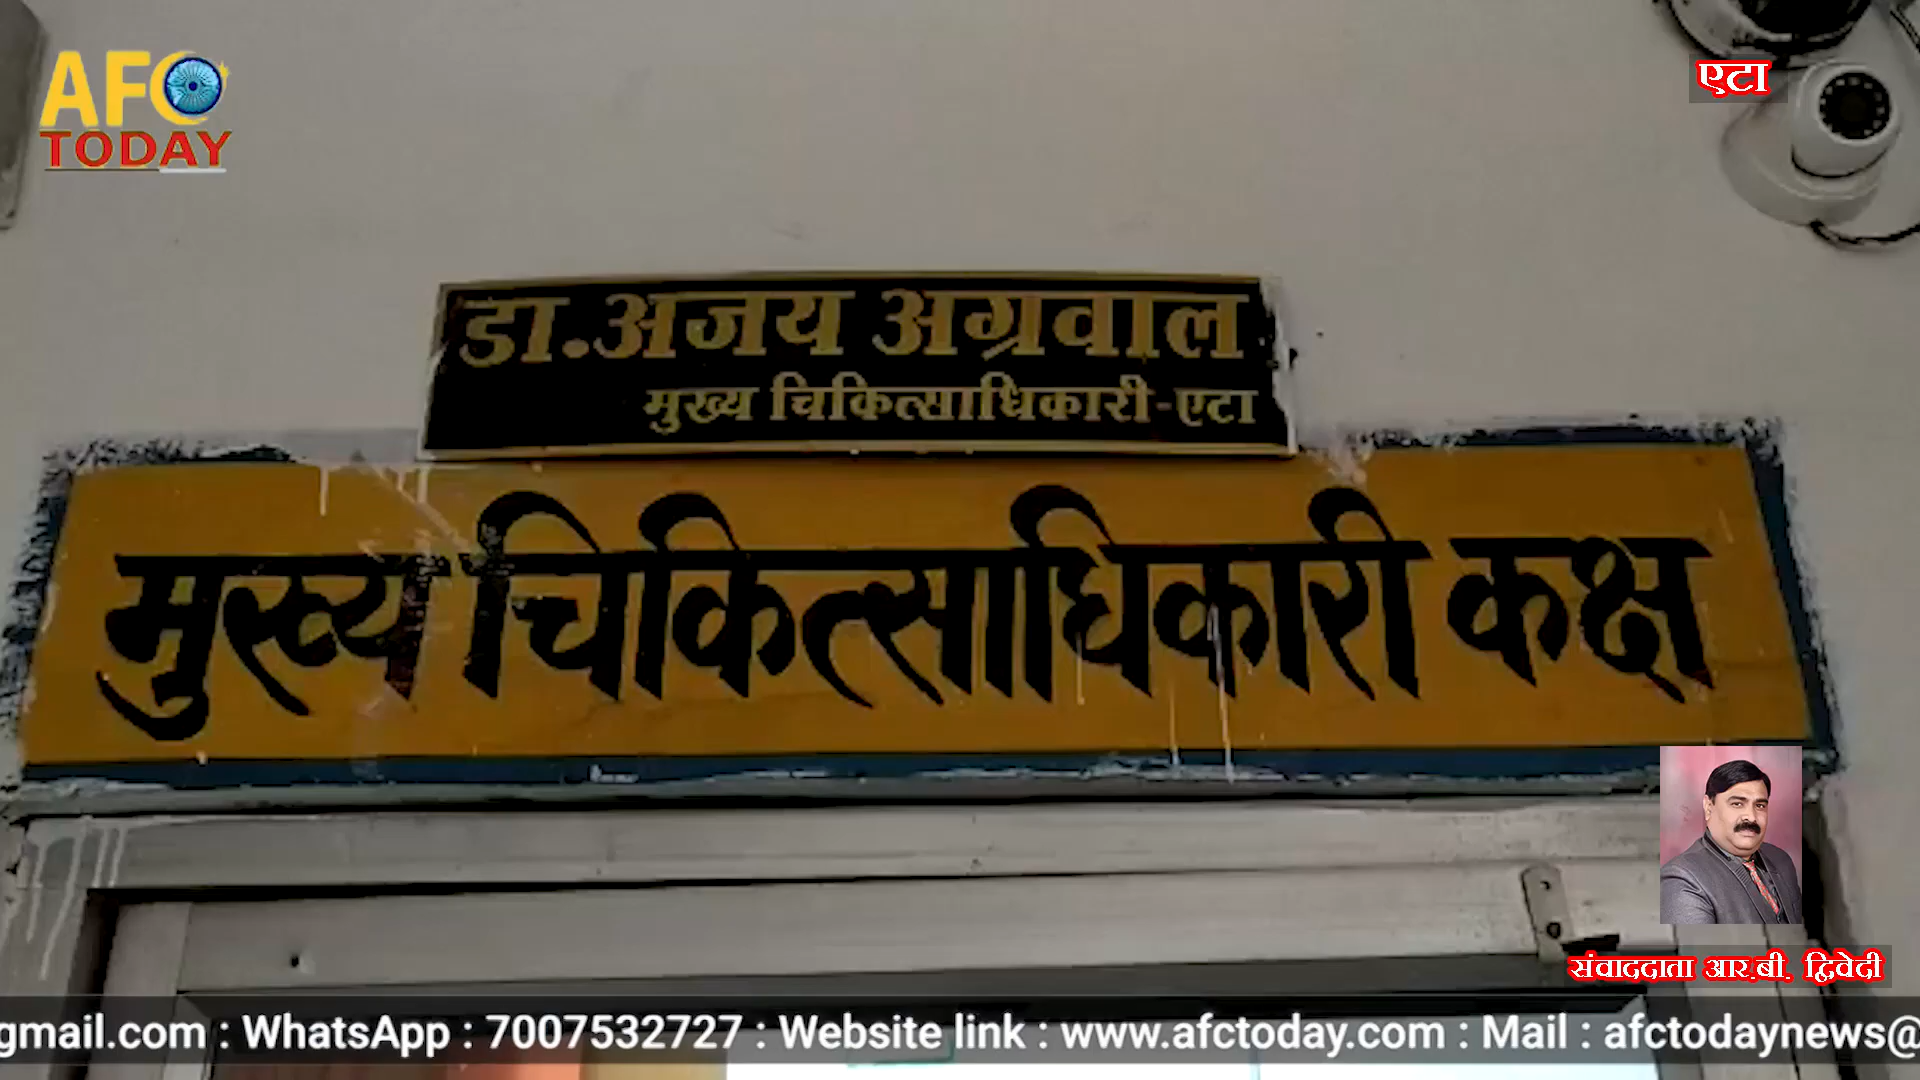 AFC
TODAY
एटा
डा.अजय अग्रवाल
मुख्य चिकित्साधिकारी-एटा
मुख्य चिकित्साधिकारी कक्ष
संवाददाता आर.बी. द्विवेदी
gmail.com : WhatsApp : 7007532727 : Website link : www.afctoday.com : Mail : afctodaynews@